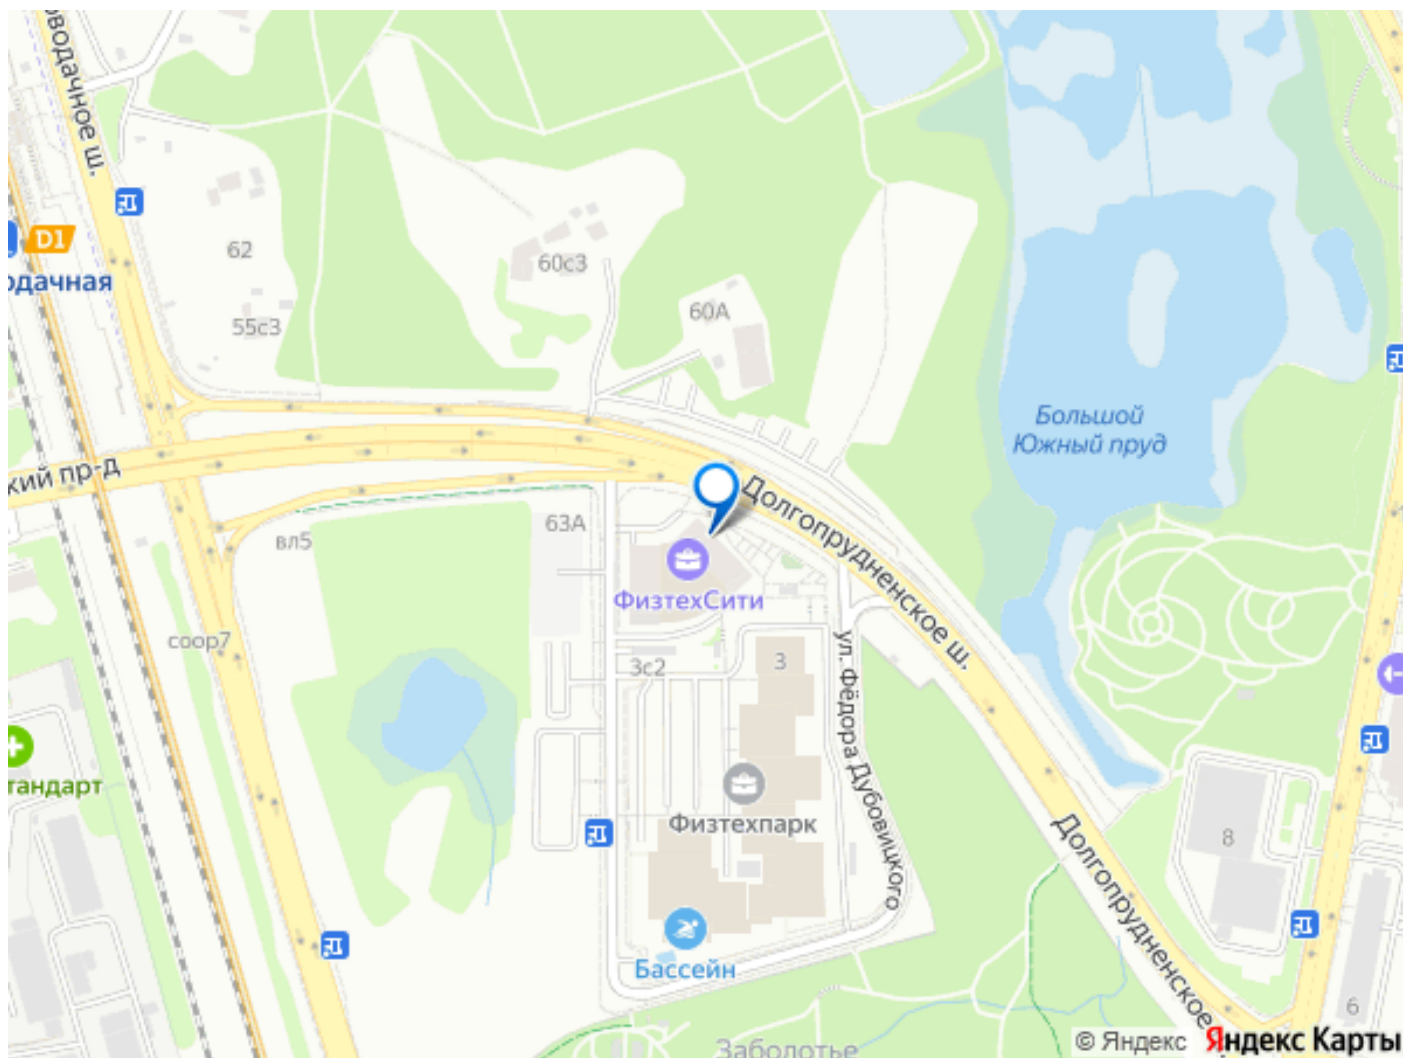 оводачное ш.
62
D1
одачная
55с3
60с3
60А
Большой
Южный пруд
кий пр-д
Долгопрудненское ш.
63А
вл5
ФизтехСити
соор7
3с2
3
ул. Фёдора Дубовицкого
тандарт
Физтехпарк
8
Долгопрудненское
Бассейн
6
Заболотье
© Яндекс Яндекс Карты